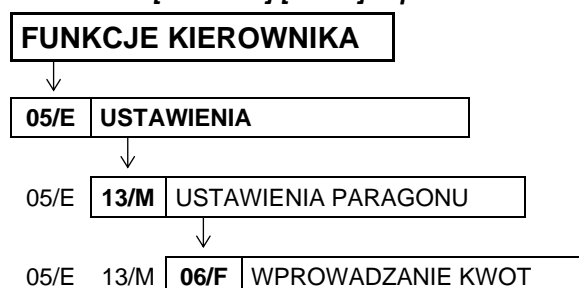 FUNKCJE KIEROWNIKA
05/E USTAWIENIA
05/E 13/M USTAWIENIA PARAGONU
05/E 13/M 06/F WPROWADZANIE KWOT